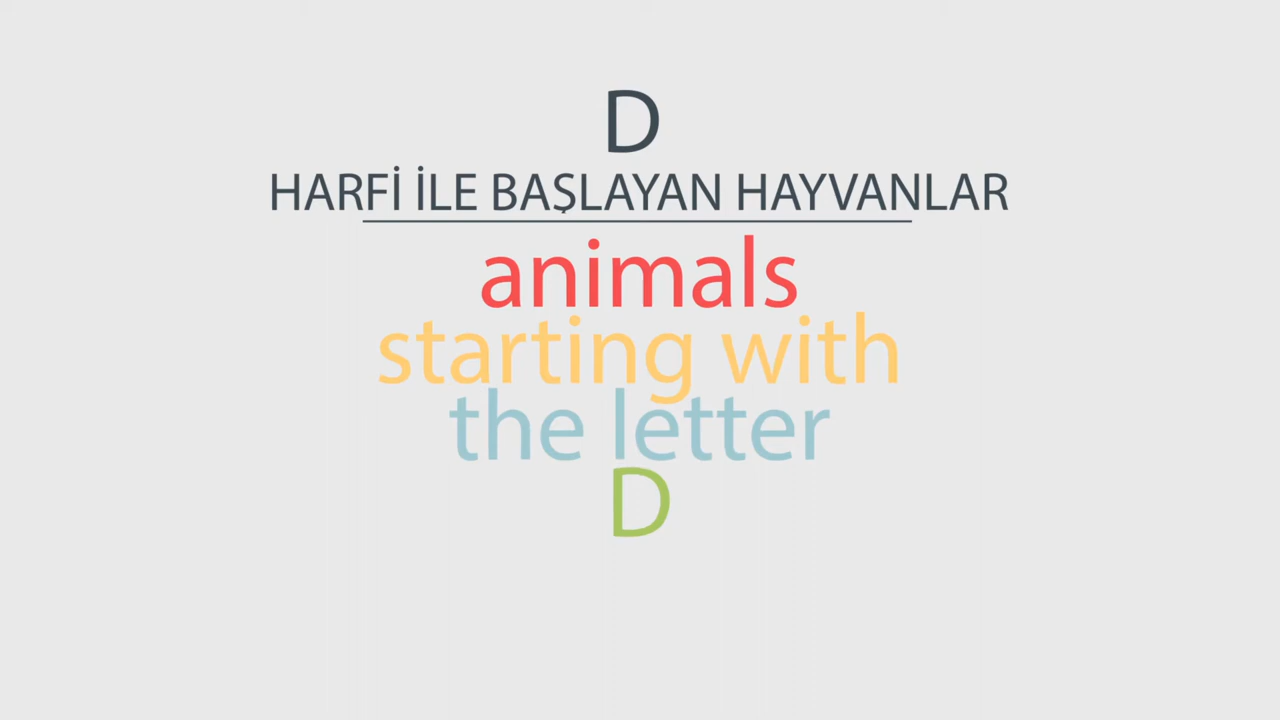 D
HARFİ İLE BAŞLAYAN HAYVANLAR
animals
starting with
the letter
D